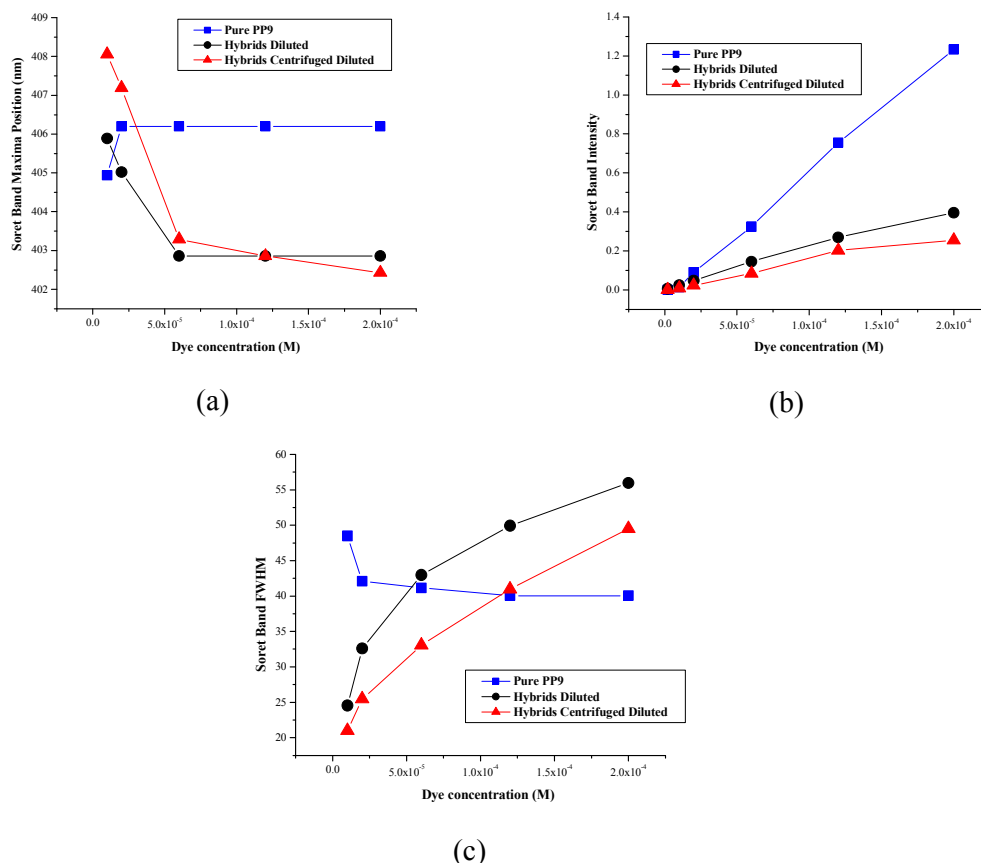 409
408
407
406
405
404
403
402
Soret Band Maxima Position (nm)
Pure PP9
Hybrids Diluted
Hybrids Centrifuged Diluted
0.0 5.0x10⁻⁵ 1.0x10⁻⁴ 1.5x10⁻⁴ 2.0x10⁻⁴
Dye concentration (M)
(a)
1.4
1.2
1.0
0.8
0.6
0.4
0.2
0.0
Soret Band Intensity
Pure PP9
Hybrids Diluted
Hybrids Centrifuged Diluted
0.0 5.0x10⁻⁵ 1.0x10⁻⁴ 1.5x10⁻⁴ 2.0x10⁻⁴
Dye concentration (M)
(b)
60
55
50
45
40
35
30
25
20
Soret Band FWHM
Pure PP9
Hybrids Diluted
Hybrids Centrifuged Diluted
0.0 5.0x10⁻⁵ 1.0x10⁻⁴ 1.5x10⁻⁴ 2.0x10⁻⁴
Dye concentration (M)
(c)